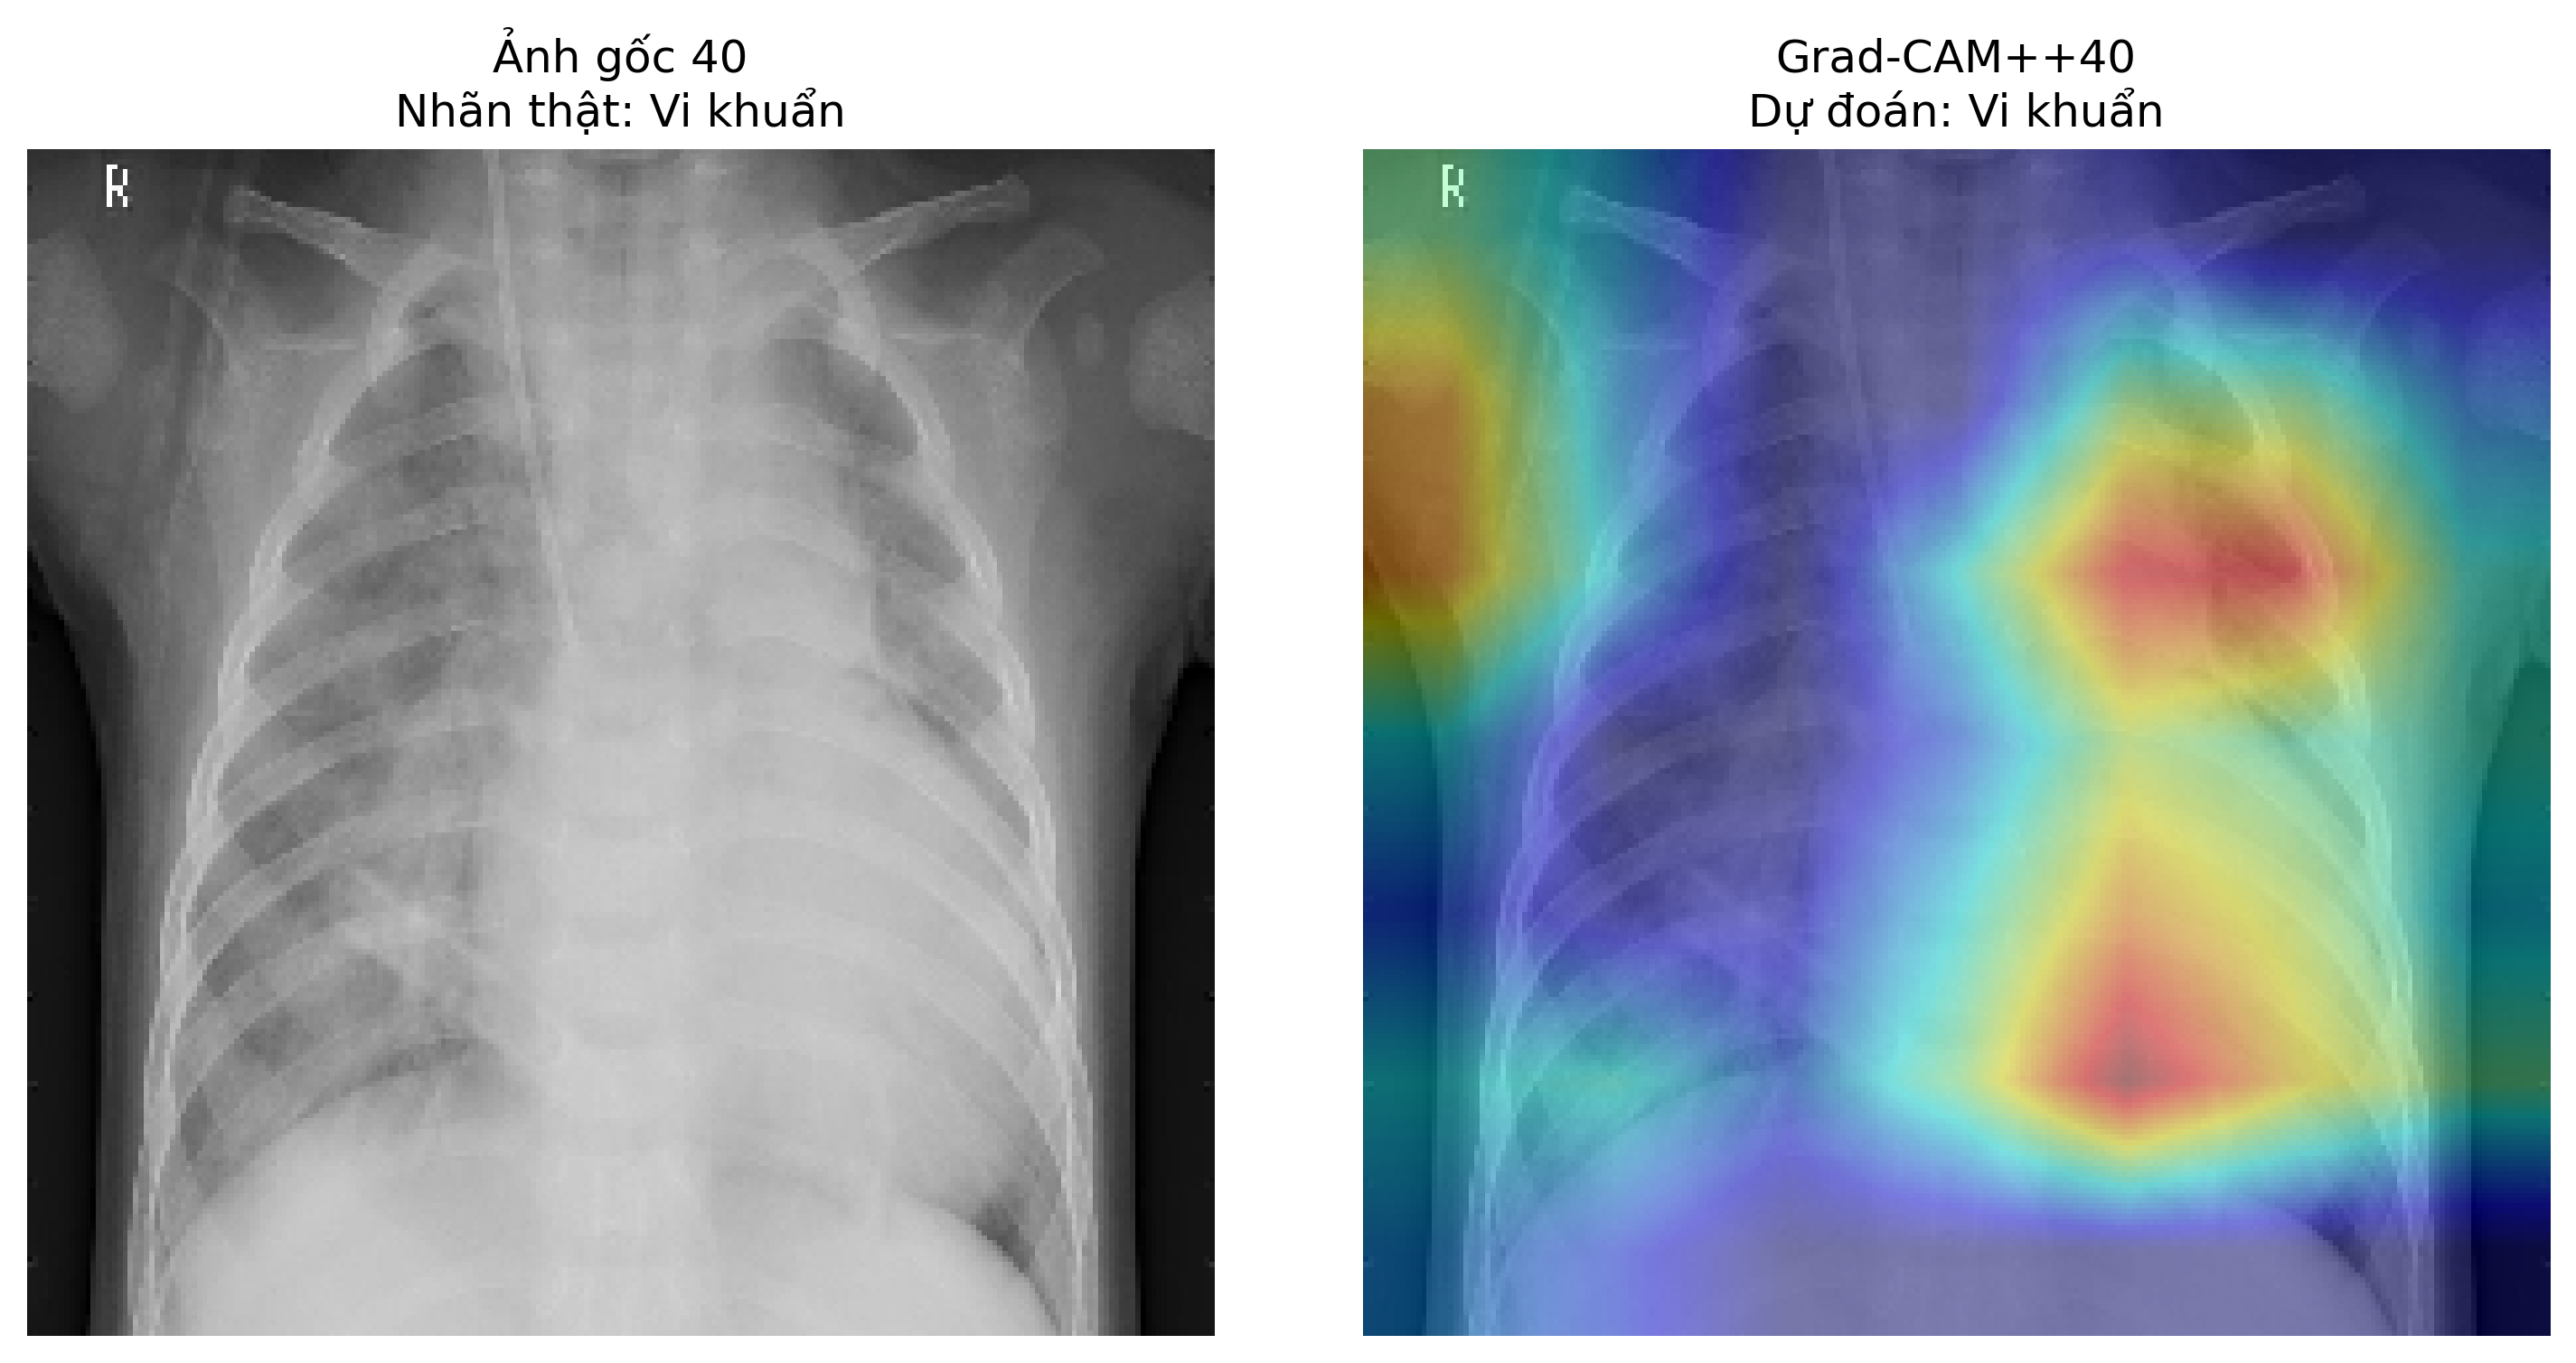 Ảnh gốc 40
Nhãn thật: Vi khuẩn
Grad-CAM++40
Dự đoán: Vi khuẩn
R
R